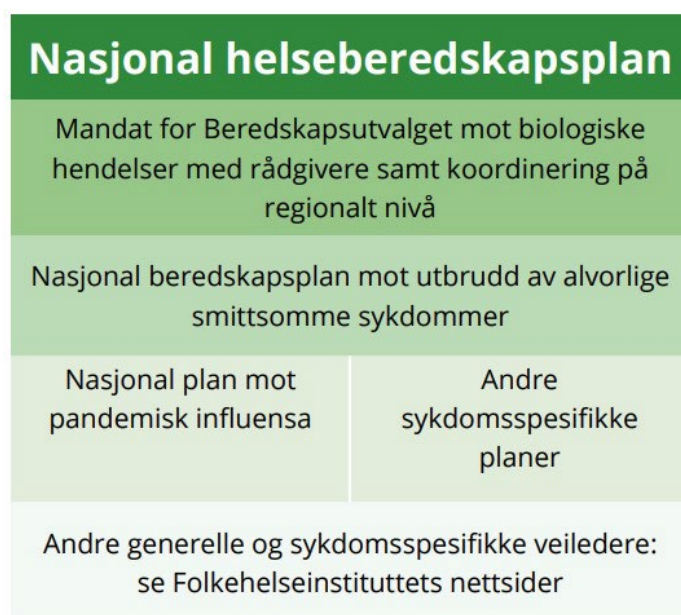 Nasjonal helseberedskapsplan
Mandat for Beredskapsutvalget mot biologiske
hendelser med rådgivere samt koordinering på
regionalt nivå
Nasjonal beredskapsplan mot utbrudd av alvorlige
smittsomme sykdommer
Nasjonal plan mot
pandemisk influensa
Andre
sykdomsspesifikke
planer
Andre generelle og sykdomsspesifikke veiledere:
se Folkehelseinstituttets nettsider